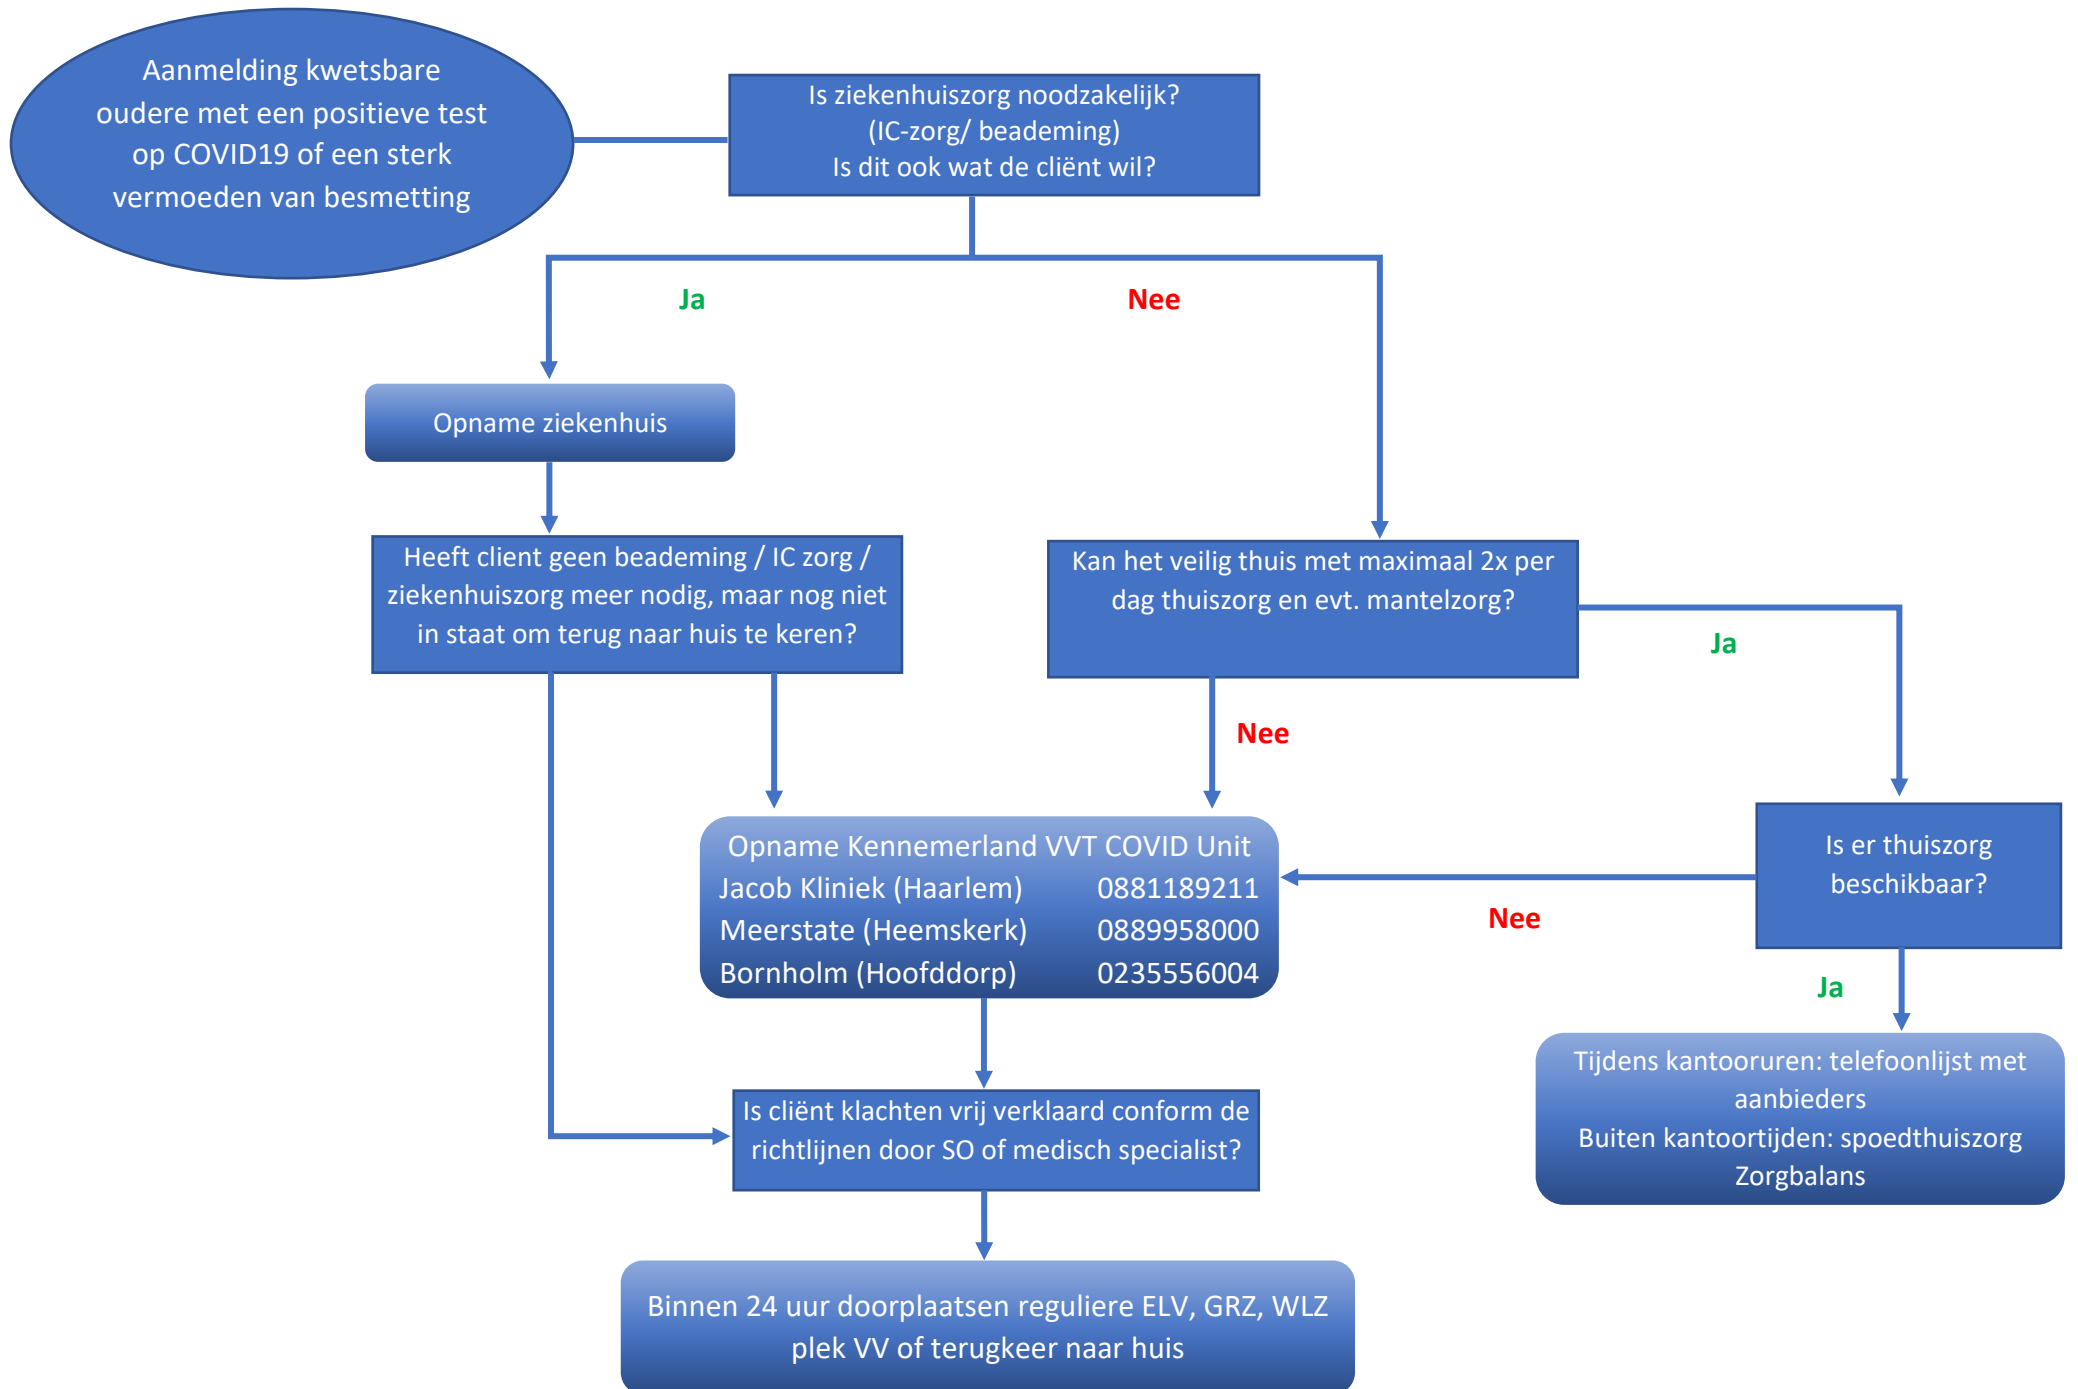 Aanmelding kwetsbare
oudere met een positieve test
op COVID19 of een sterk
vermoeden van besmetting
Is ziekenhuiszorg noodzakelijk?
(IC-zorg/ beademing)
Is dit ook wat de cliënt wil?
Ja
Nee
Opname ziekenhuis
Heeft client geen beademing / IC zorg /
ziekenhuiszorg meer nodig, maar nog niet
in staat om terug naar huis te keren?
Kan het veilig thuis met maximaal 2x per
dag thuiszorg en evt. mantelzorg?
Ja
Nee
Opname Kennemerland VVT COVID Unit
Jacob Kliniek (Haarlem) 0881189211
Meerstate (Heemskerk) 0889958000
Bornholm (Hoofddorp) 0235556004
Is er thuiszorg
beschikbaar?
Nee
Ja
Tijdens kantooruren: telefoonlijst met
aanbieders
Buiten kantoortijden: spoedthuiszorg
Zorgbalans
Is cliënt klachten vrij verklaard conform de
richtlijnen door SO of medisch specialist?
Binnen 24 uur doorplaatsen reguliere ELV, GRZ, WLZ
plek VV of terugkeer naar huis